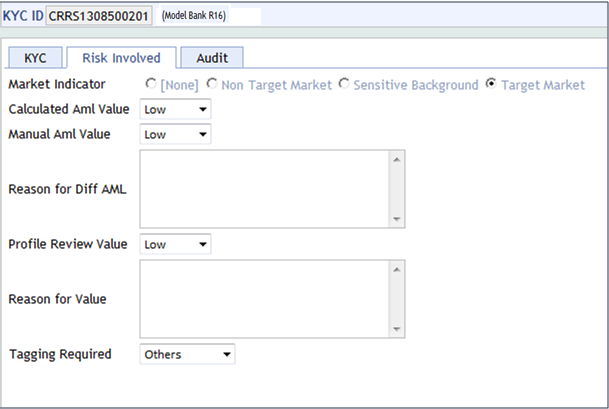 KYC ID CRRS1308500201 (Model Bank R16)
KYC Risk Involved Audit
Market Indicator [None] Non Target Market Sensitive Background Target Market
Calculated Aml Value Low
Manual Aml Value Low
Reason for Diff AML
Profile Review Value Low
Reason for Value
Tagging Required Others